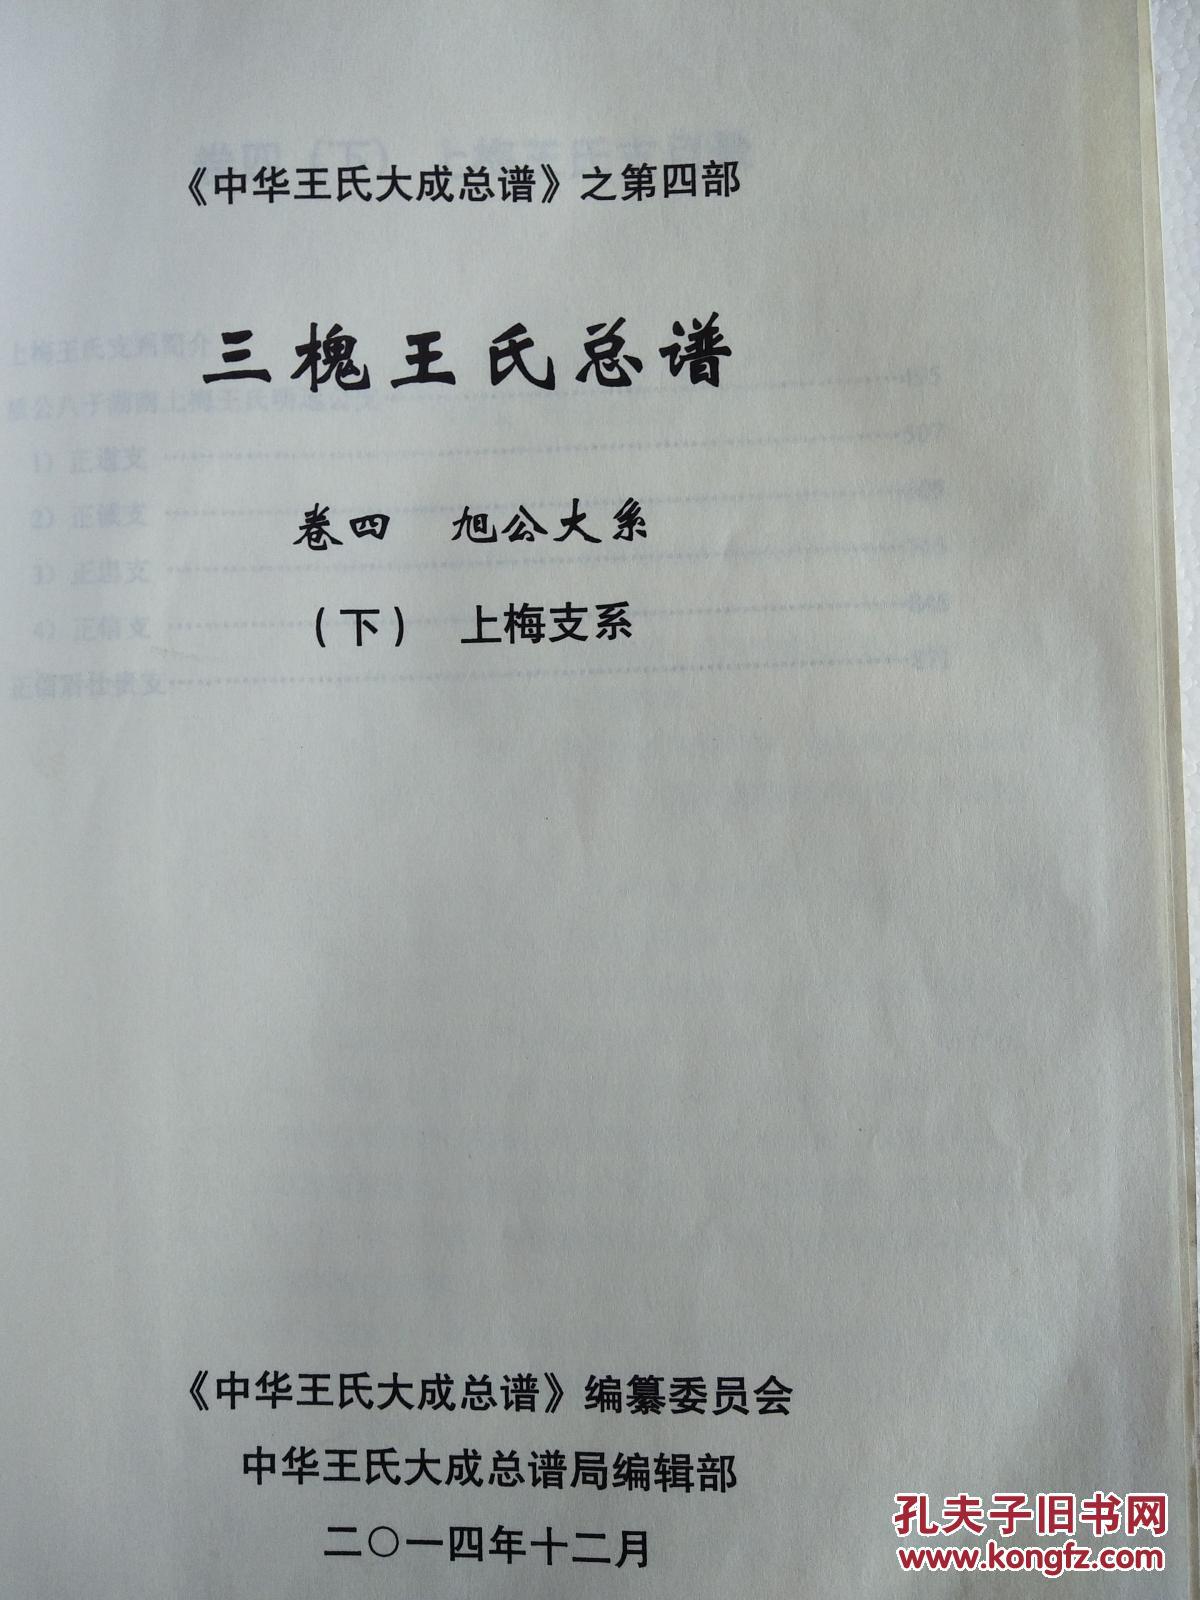 《中华王氏大成总谱》之第四部
三槐王氏总谱
卷四 旭公大系
（下） 上梅支系
《中华王氏大成总谱》编纂委员会
中华王氏大成总谱局编辑部
二〇一四年十二月
孔夫子旧书网
www.kongfz.com